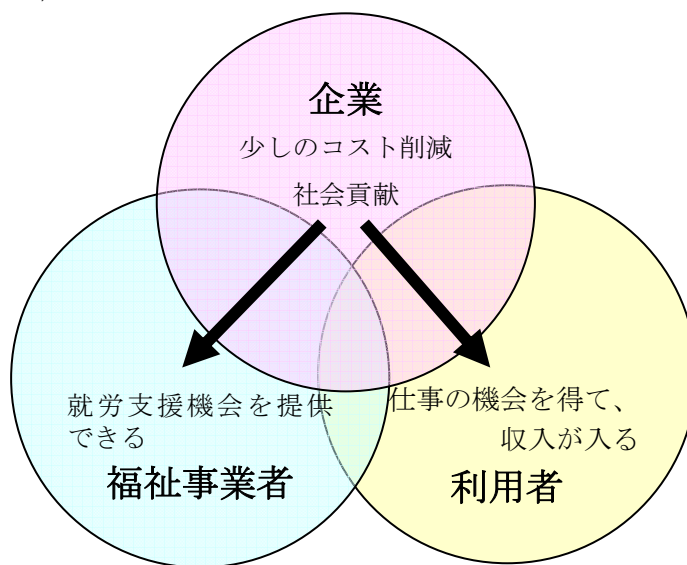 企業
少しのコスト削減
社会貢献
就労支援機会を提供
できる
福祉事業者
仕事の機会を得て、
収入が入る
利用者